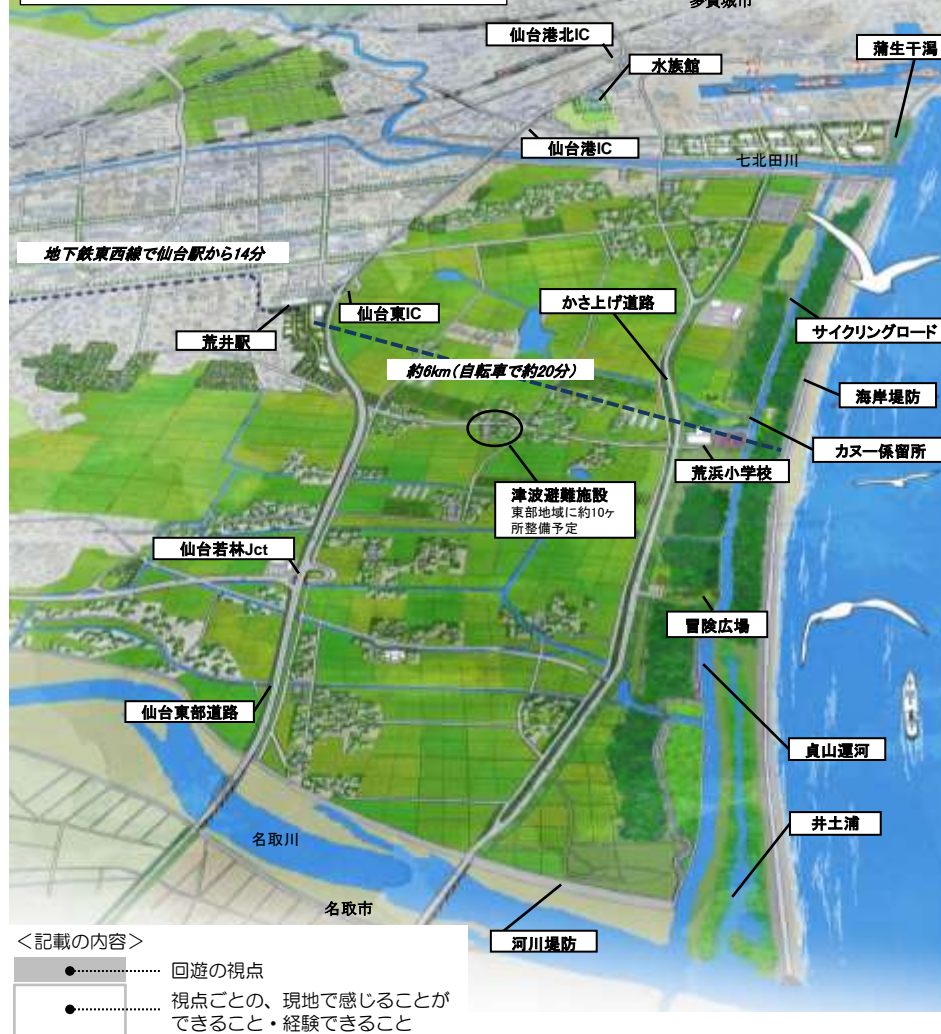 多賀城市
仙台港北IC
蒲生干潟
水族館
仙台港IC
七北田川
地下鉄東西線で仙台駅から14分
仙台東IC
かさ上げ道路
荒井駅
サイクリングロード
約6km(自転車で約20分)
海岸堤防
カヌー係留所
荒浜小学校
津波避難施設
東部地域に約10ヶ
所整備予定
仙台若林Jct
冒険広場
仙台東部道路
貞山運河
井土浦
名取川
名取市
河川堤防
<記載の内容>
回遊の視点
視点ごとの、現地で感じることが
できること・経験できること